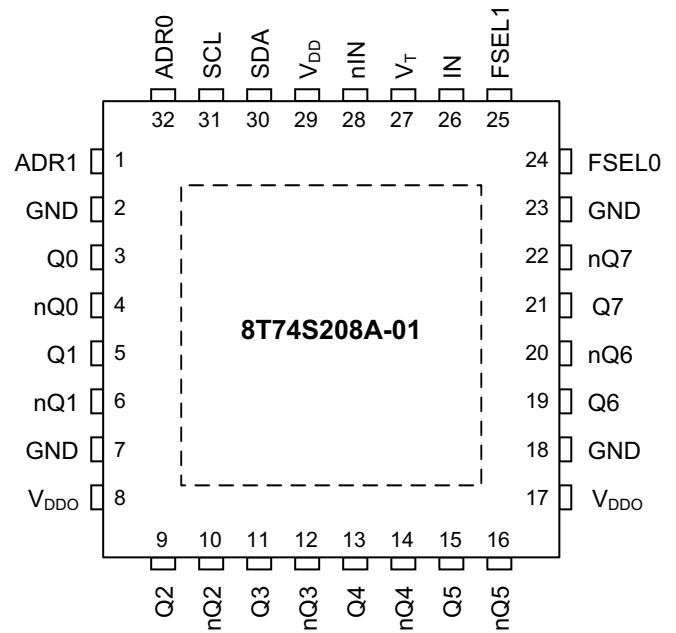 ADR0 SCL SDA VDD nIN VT IN FSEL1
32 31 30 29 28 27 26 25
ADR1 1 24 FSEL0
GND 2 23 GND
Q0 3 22 nQ7
nQ0 4 21 Q7
8T74S208A-01
Q1 5 20 nQ6
nQ1 6 19 Q6
GND 7 18 GND
VDDO 8 17 VDDO
9 10 11 12 13 14 15 16
Q2 nQ2 Q3 nQ3 Q4 nQ4 Q5 nQ5